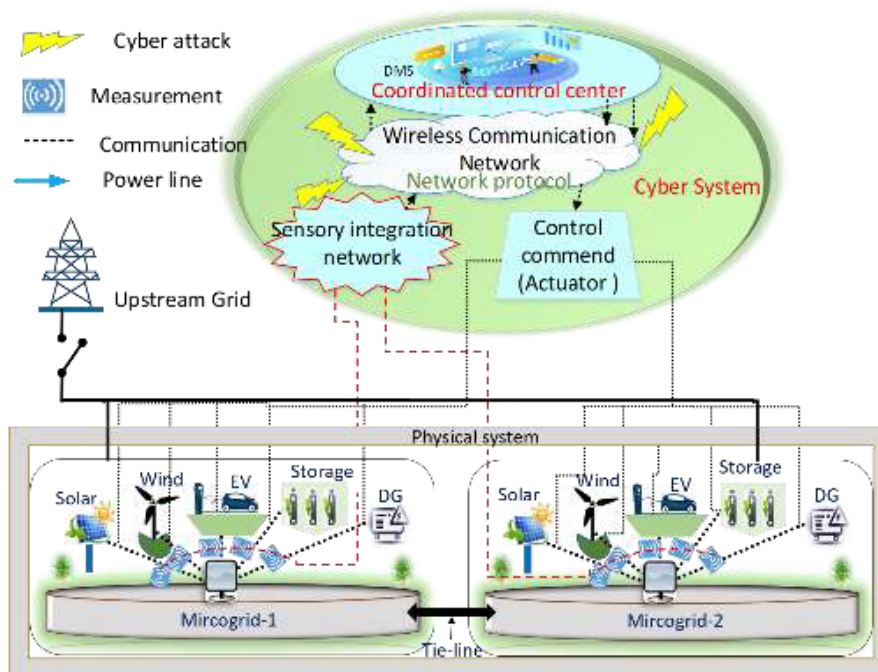 Cyber attack
Measurement
Communication
Power line
Upstream Grid
DMS
Coordinated control center
Wireless Communication
Network
Network protocol
Cyber System
Sensory integration
network
Control
commend
(Actuator )
Physical system
Solar
Wind
EV
Storage
DG
Mircogrid-1
Solar
Wind
EV
Storage
DG
Mircogrid-2
Tie-line